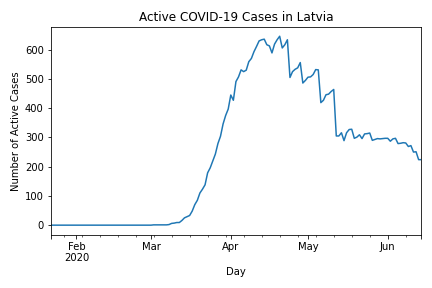 Active COVID-19 Cases in Latvia
Number of Active Cases
600
500
400
300
200
100
0
Feb
2020
Mar
Apr
May
Jun
Day